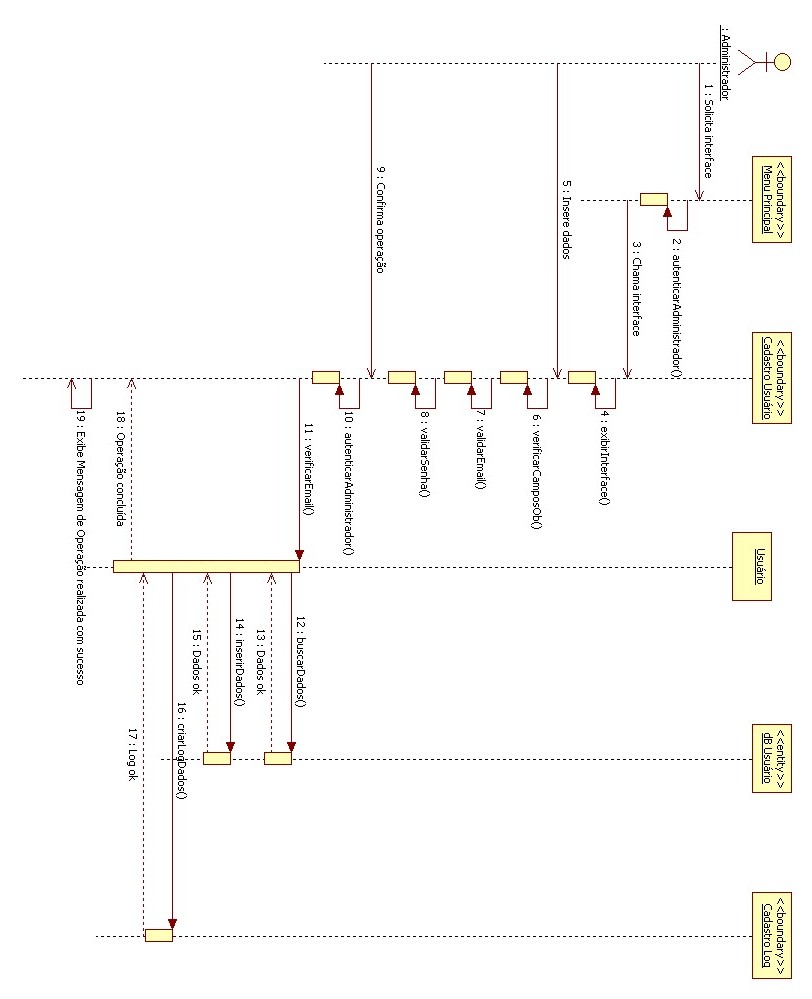 : Administrador
<<boundary>>
Menu Principal
<<boundary>>
Cadastro Usuário
Usuário
<<entity>>
dB Usuário
<<boundary>>
Cadastro Log
1 : Solicita interface
2 : autenticarAdministrador()
3 : Chama interface
4 : exibirInterface()
5 : Insere dados
6 : verificarCamposOb()
7 : validarEmail()
8 : validarSenha()
9 : Confirma operação
10 : autenticarAdministrador()
11 : verificarEmail()
12 : buscarDados()
13 : Dados ok
14 : inserirDados()
15 : Dados ok
16 : criarLogDados()
17 : Log ok
18 : Operação concluída
19 : Exibe Mensagem de Operação realizada com sucesso